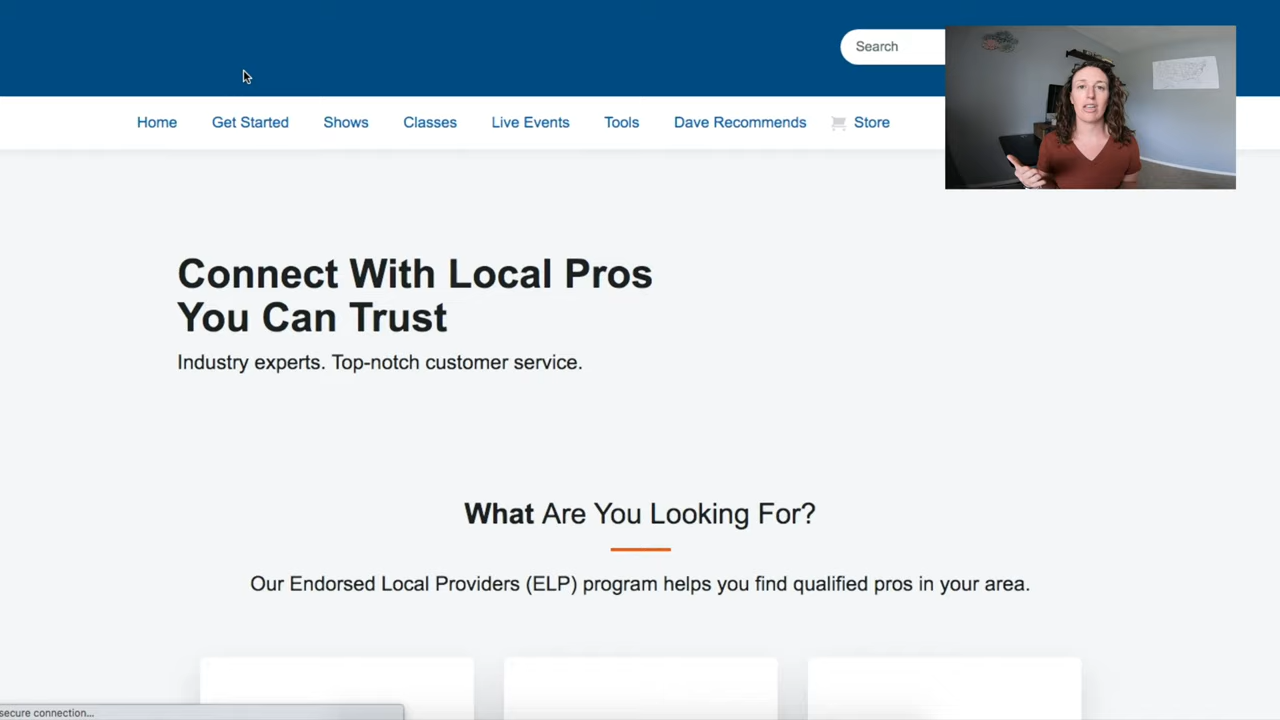 Search
Home
Get Started
Shows
Classes
Live Events
Tools
Dave Recommends
Store
Connect With Local Pros
You Can Trust
Industry experts. Top-notch customer service.
What Are You Looking For?
Our Endorsed Local Providers (ELP) program helps you find qualified pros in your area.
secure connection...